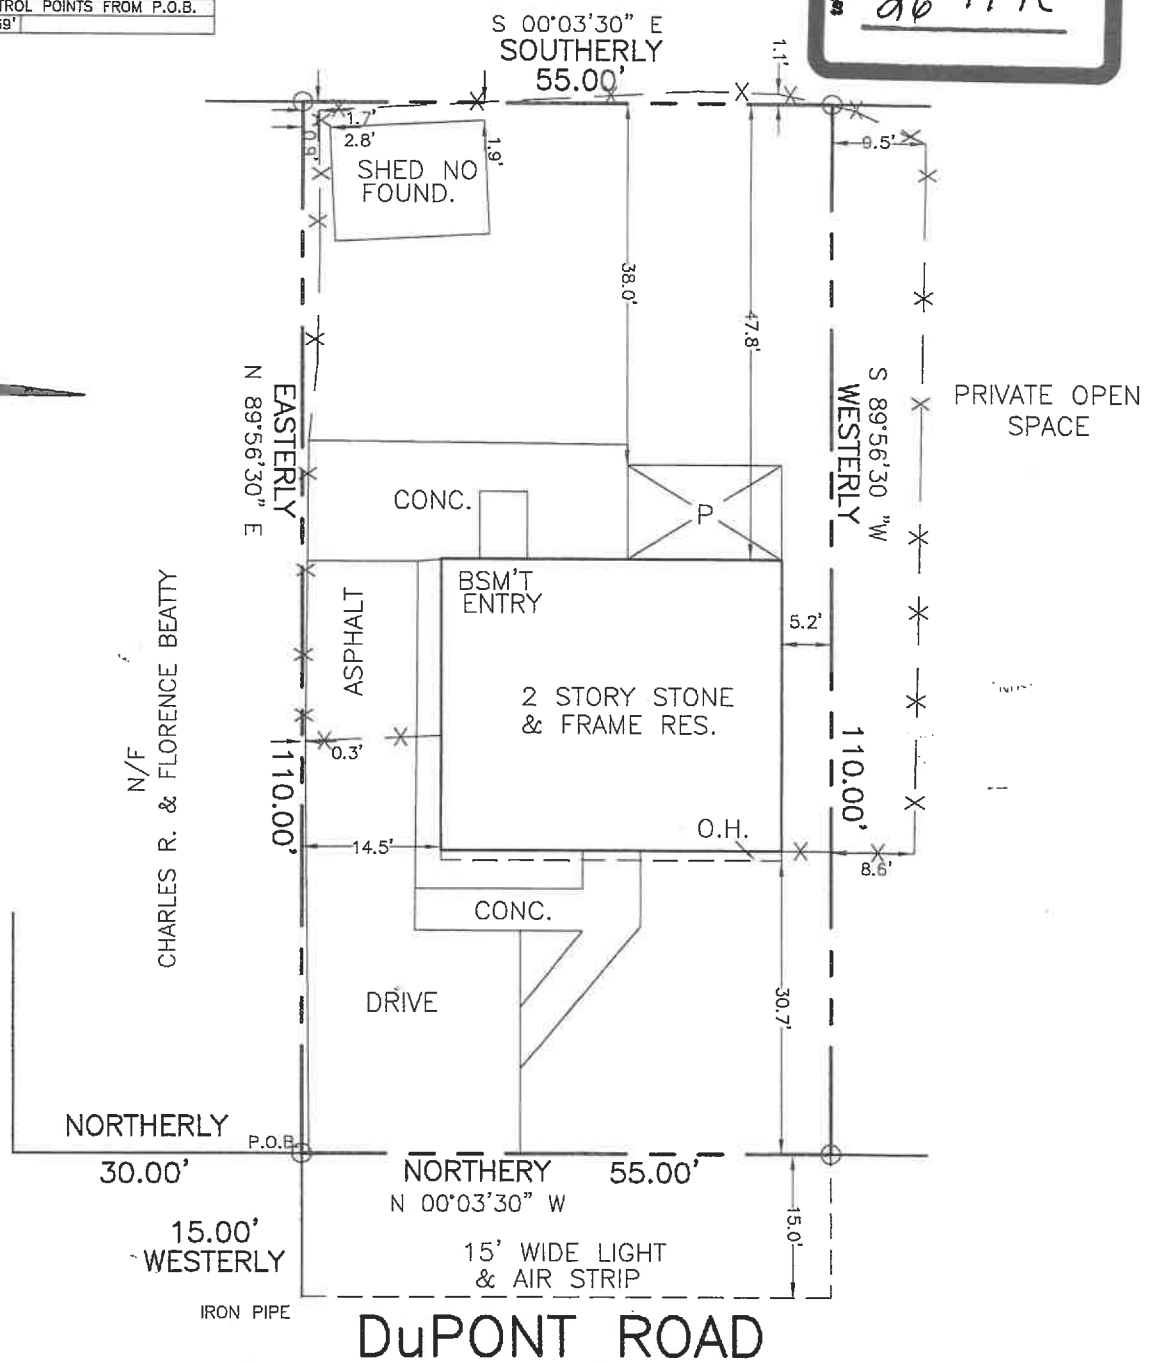 TROL POINTS FROM P.O.B.
59'
26
S 00°03'30" E
SOUTHERLY
55.00'
1.1'
1.7'
2.8'
0.9'
1.9'
9.5'
SHED NO
FOUND.
38.0'
47.8'
EASTERLY
N 89°56'30" E
S 89°56'30 "W
WESTERLY
PRIVATE OPEN
SPACE
CONC.
P
BSM'T
ENTRY
ASPHALT
5.2'
2 STORY STONE
& FRAME RES.
N/F
CHARLES R. & FLORENCE BEATTY
0.3'
110.00'
110.00'
14.5'
O.H.
8.6'
CONC.
DRIVE
30.7'
NORTHERLY
P.O.B.
30.00'
NORTHERY 55.00'
N 00°03'30" W
15.00'
WESTERLY
15.0'
15' WIDE LIGHT
& AIR STRIP
IRON PIPE
DuPONT ROAD